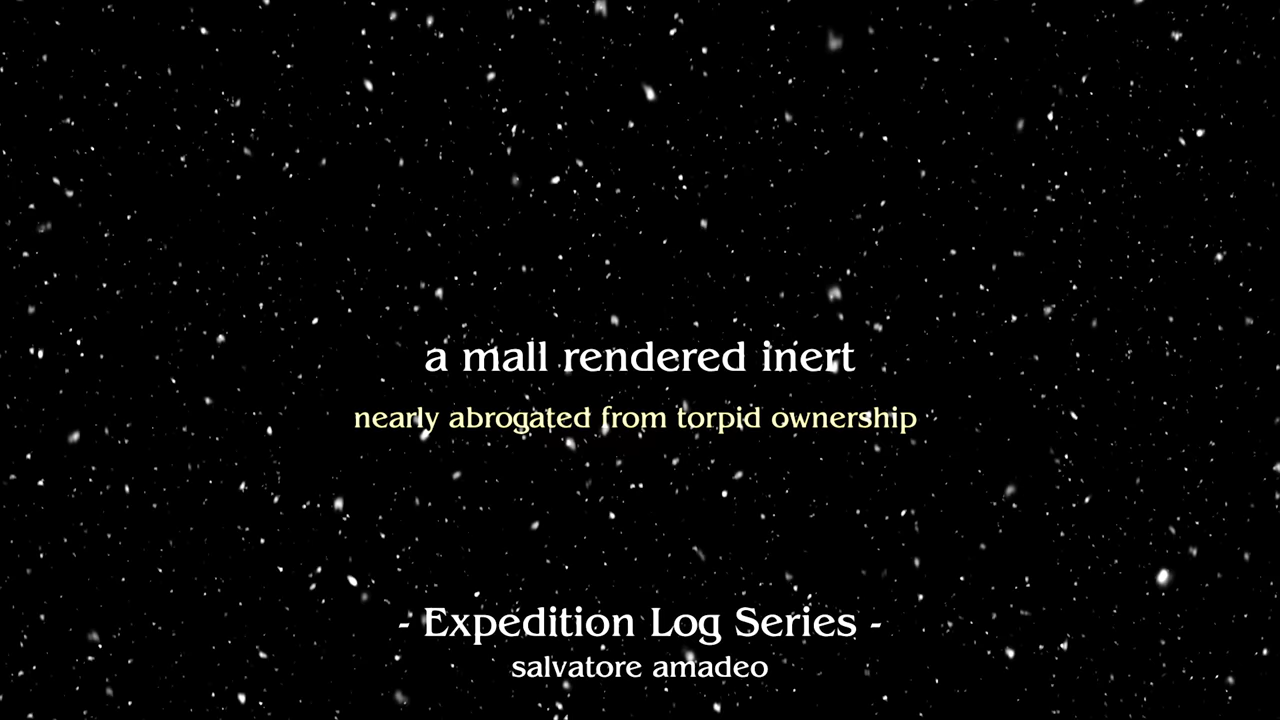 a mall rendered inert
nearly abrogated from torpid ownership
- Expedition Log Series -
salvatore amadeo